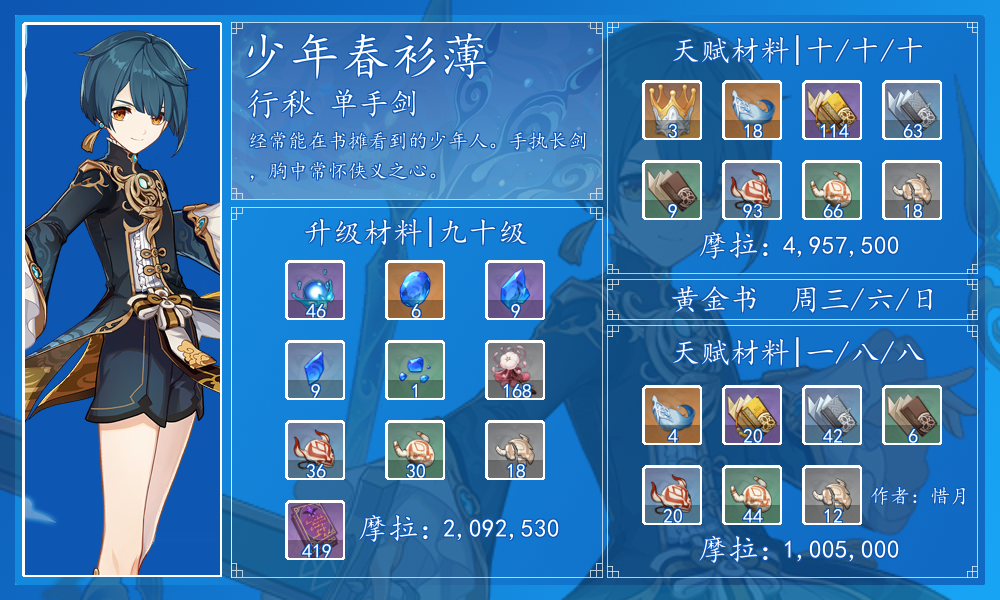 少年春衫薄
行秋 单手剑
经常能在书摊看到的少年人。手执长剑
，胸中常怀侠义之心。
升级材料|九十级
46 6 9
9 1 168
36 30 18
419 摩拉: 2,092,530
天赋材料|十/十/十
3 18 114 63
9 93 66 18
摩拉: 4,957,500
黄金书 周三/六/日
天赋材料|一/八/八
4 20 42 6
20 44 12 作者: 惜月
摩拉: 1,005,000